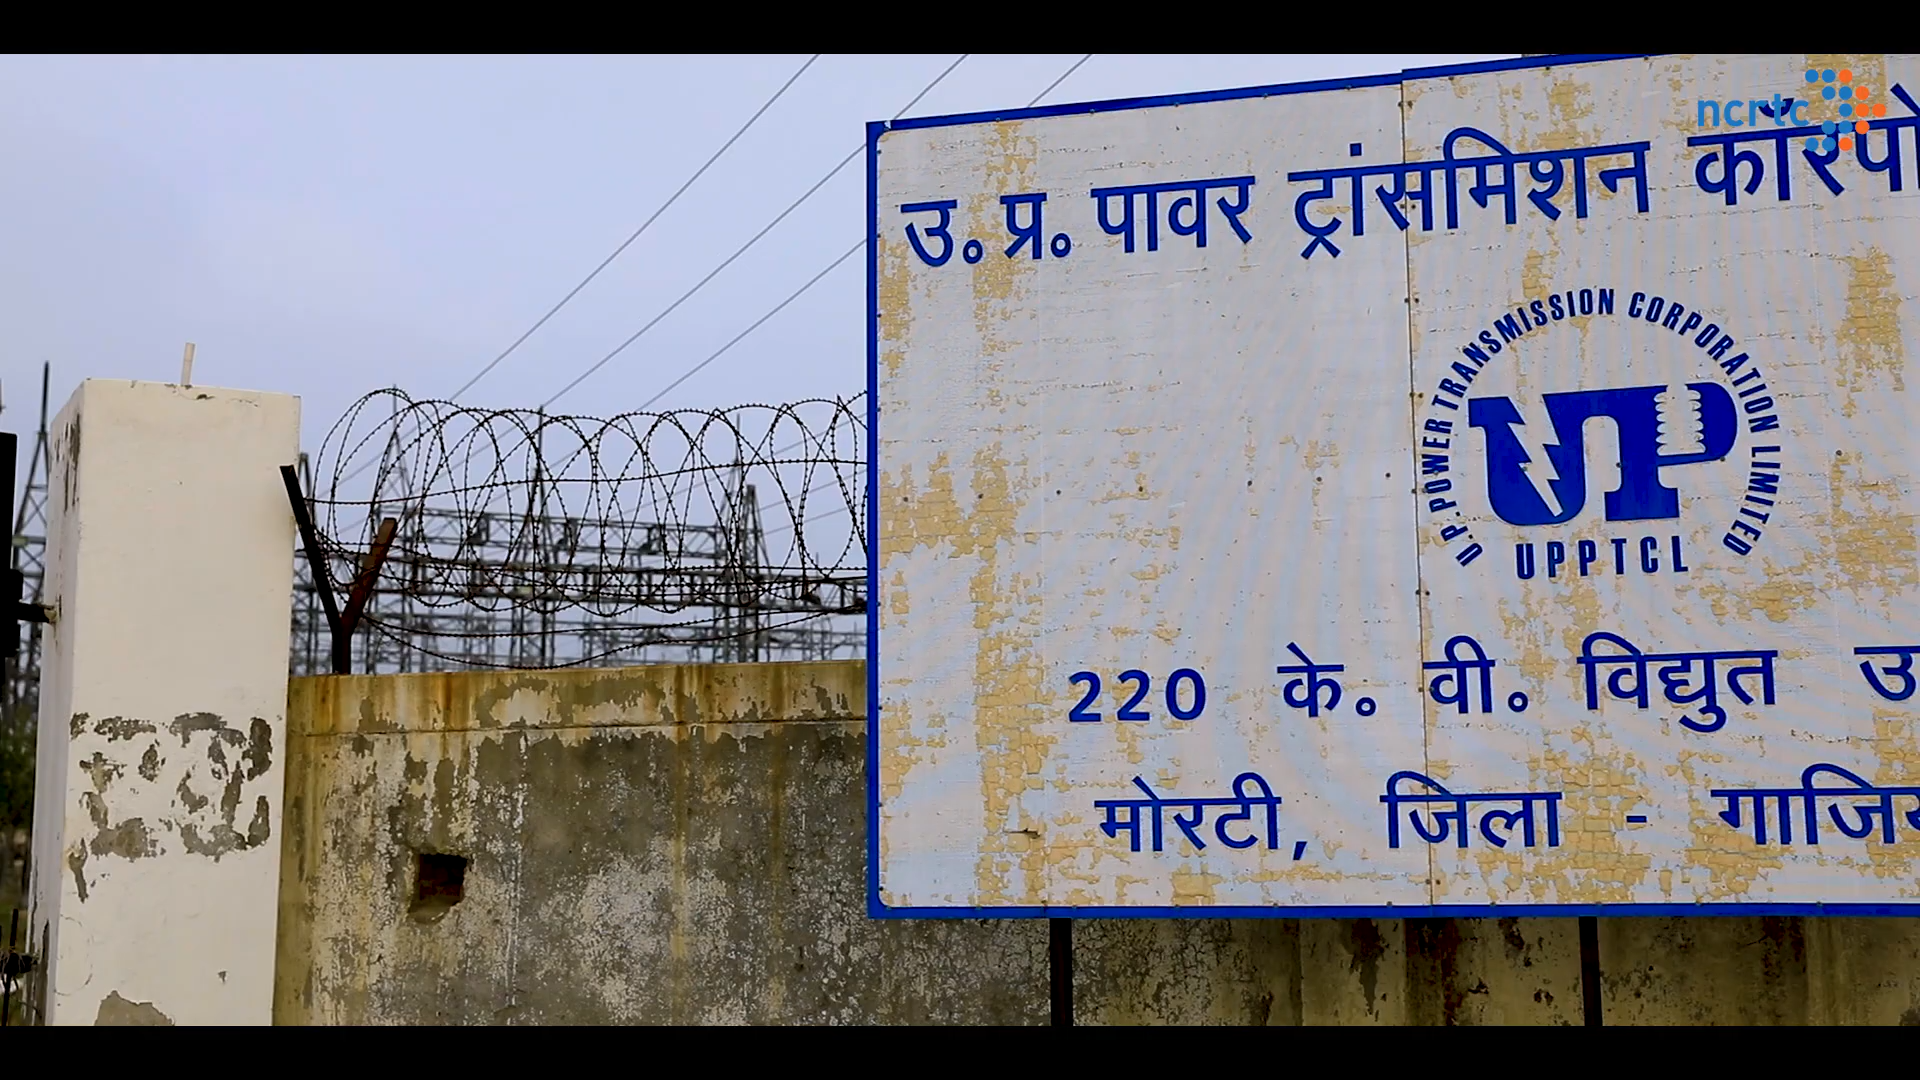 ncrtc
उ. प्र. पावर ट्रांसमिशन
U.P. POWER TRANSMISSION CORPORATION LIMITED
UP
UPPTCL
220 के. वी. विद्युत
मोरटी, जिला -